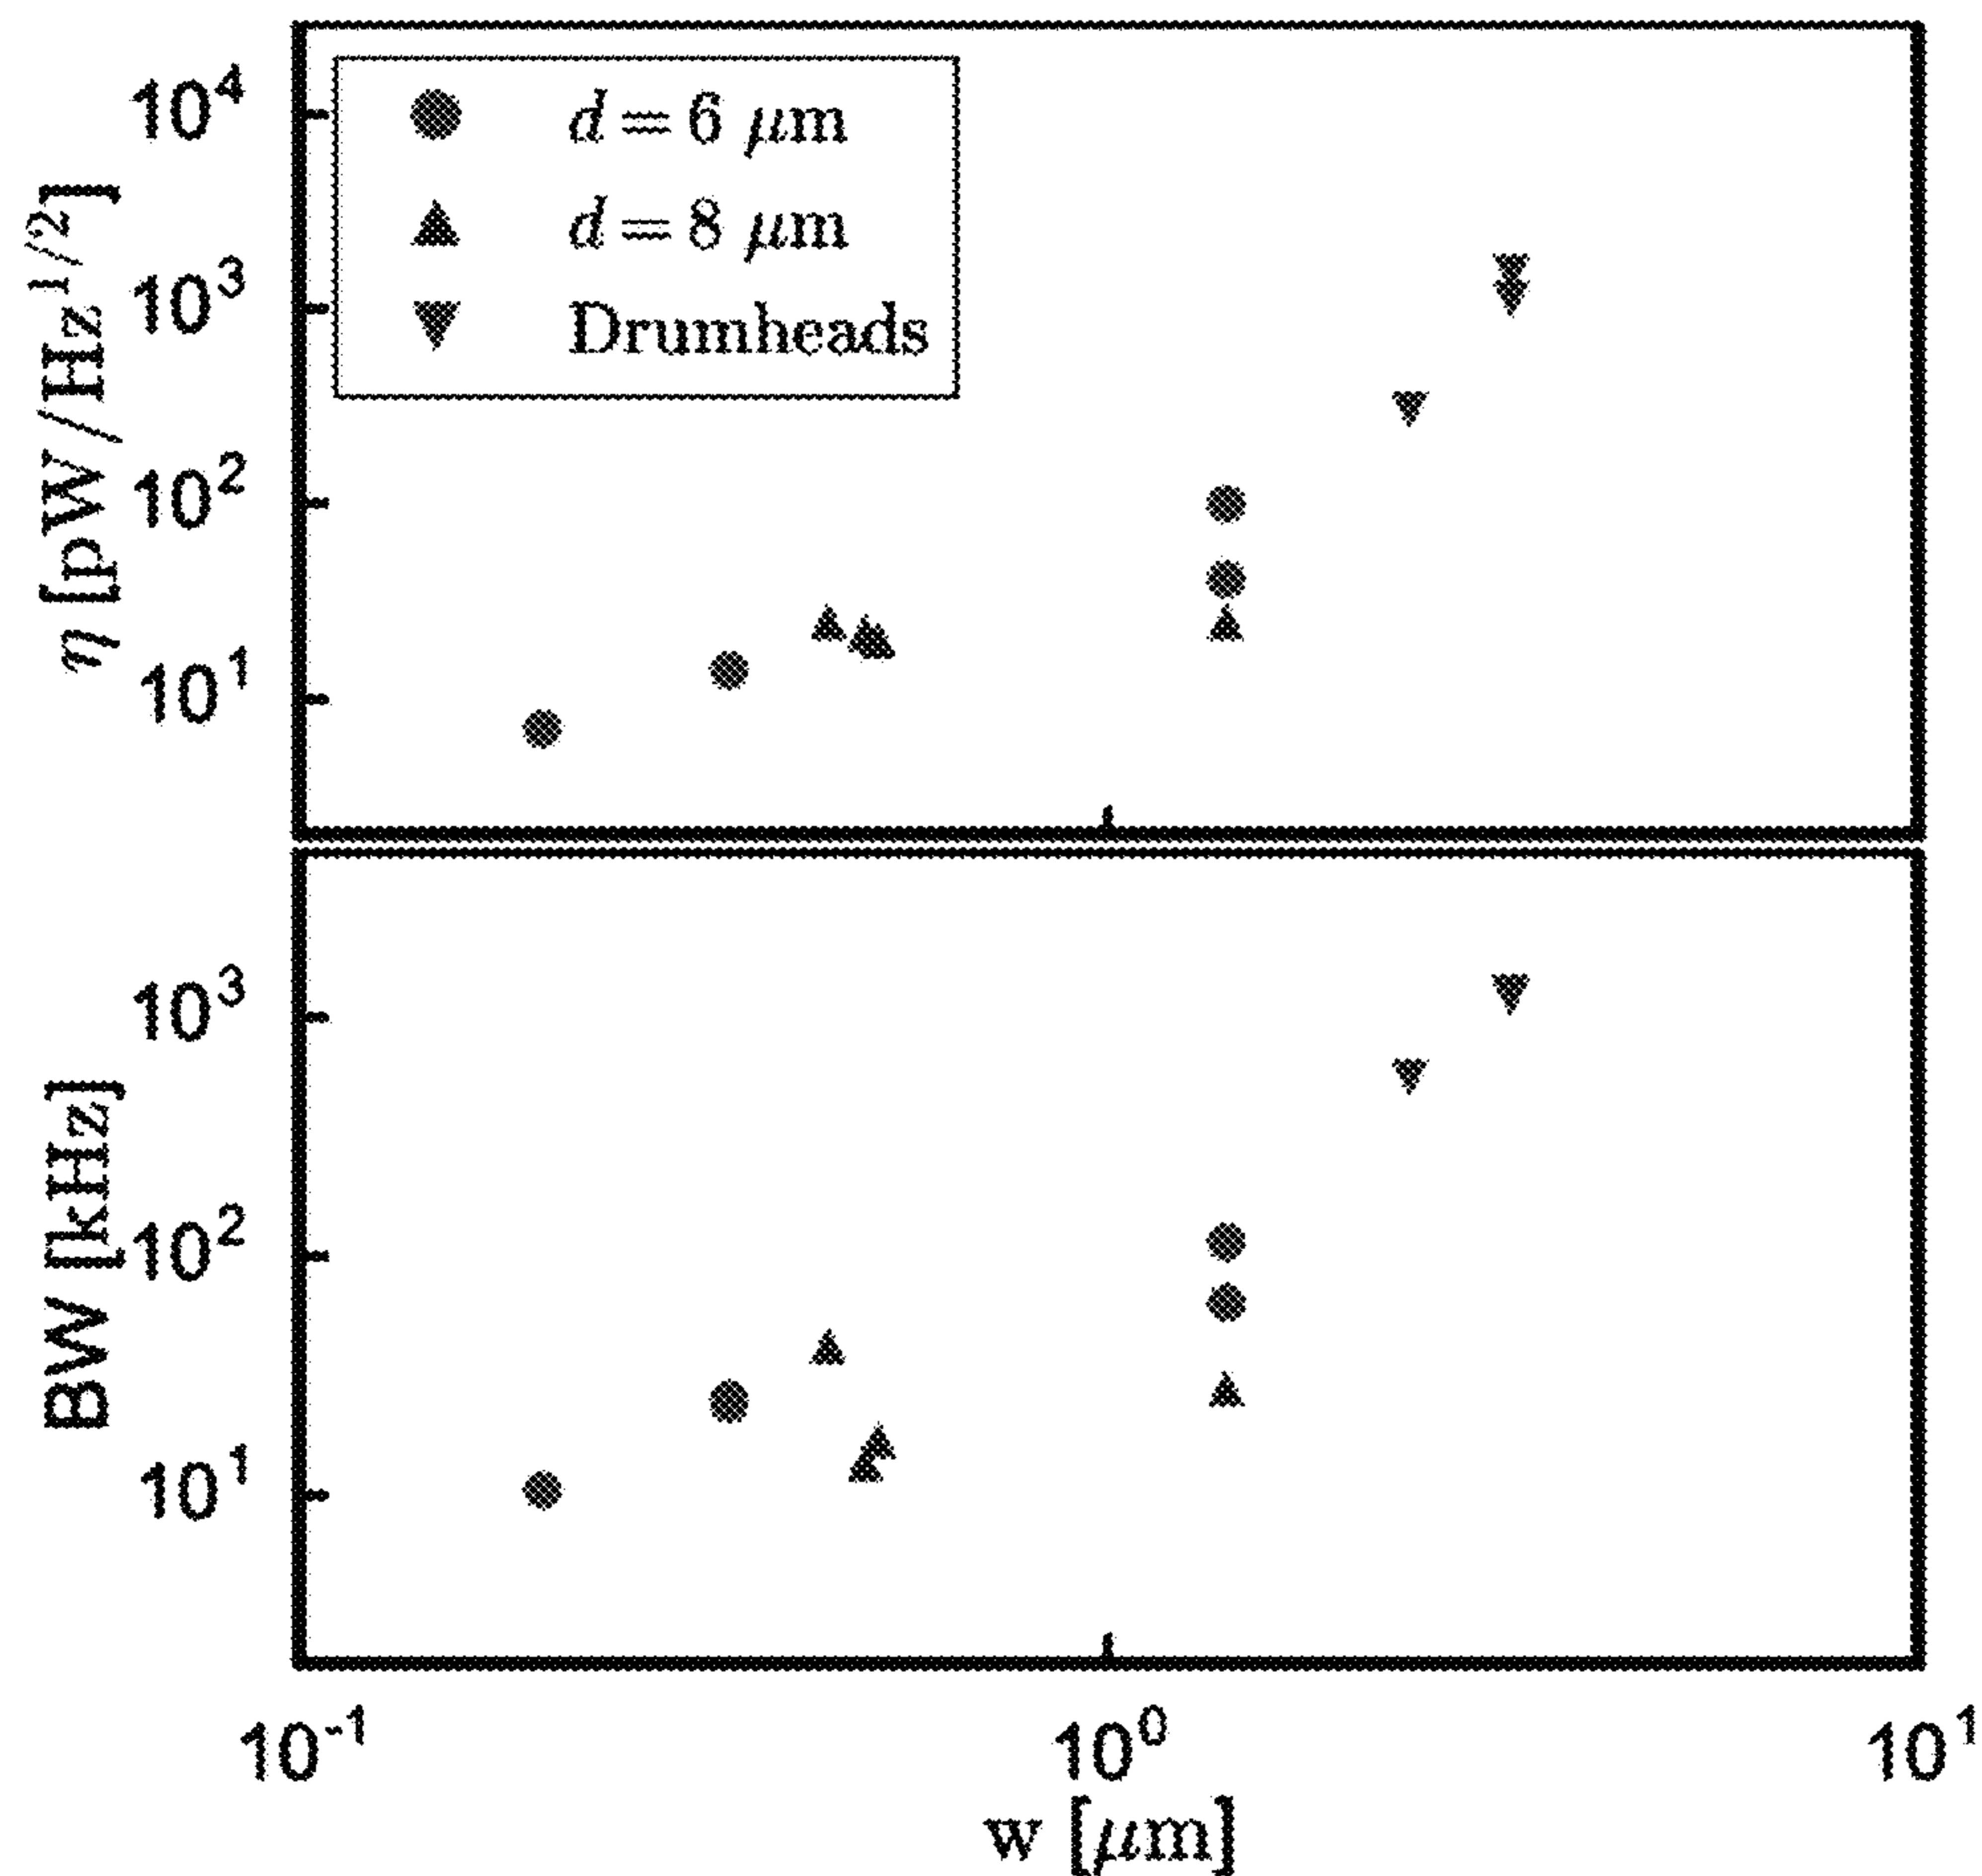 η [pW/Hz^1/2]
10^4
10^3
10^2
10^1
d = 6 μm
d = 8 μm
Drumheads
BW [kHz]
10^3
10^2
10^1
10^-1
10^0
10^1
w [μm]